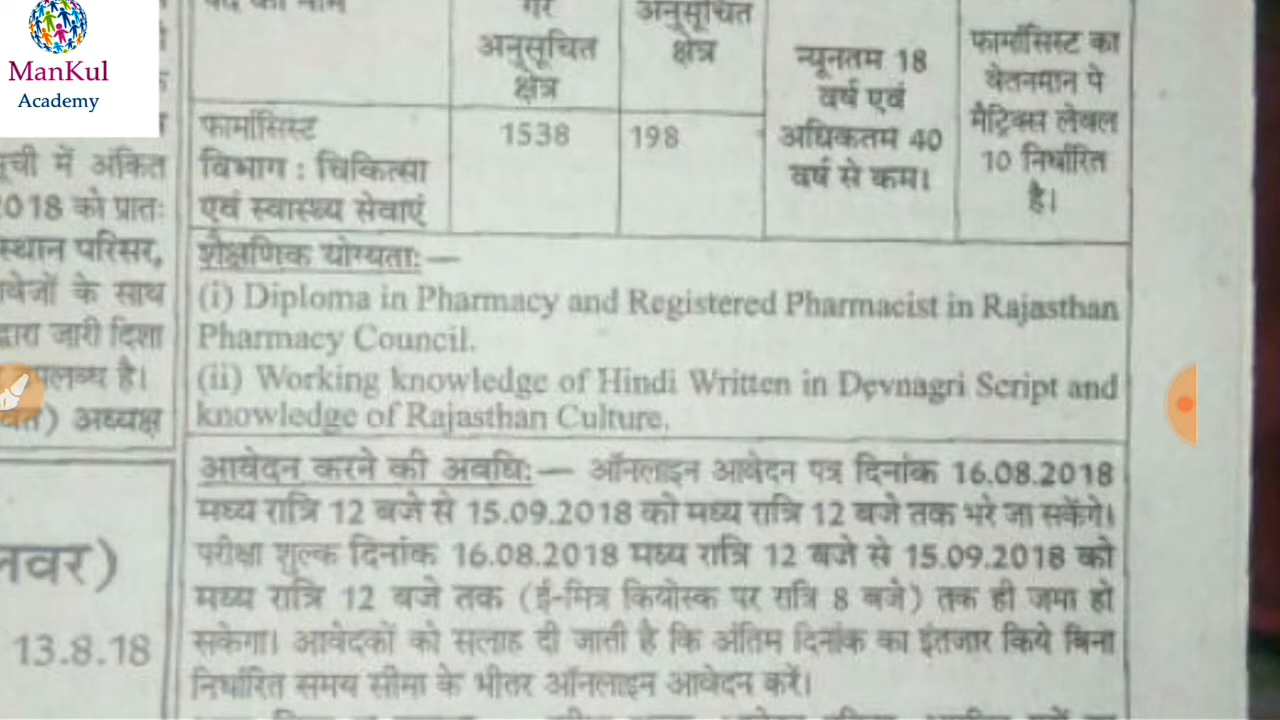 ManKul
Academy
गैर
अनुसूचित
क्षेत्र
अनुसूचित
क्षेत्र
न्यूनतम 18
वर्ष एवं
अधिकतम 40
वर्ष से कम।
फार्मासिस्ट का
वेतनमान पे
मैट्रिक्स लेवल
10 निर्धारित
है।
फार्मासिस्ट
विभाग : चिकित्सा
एवं स्वास्थ्य सेवाएं
1538
198
सूची में अंकित
2018 को प्रातः
स्थान परिसर,
के साथ
द्वारा जारी दिशा
है।
अध्यक्ष
13.8.18
शैक्षणिक योग्यताः—
(i) Diploma in Pharmacy and Registered Pharmacist in Rajasthan
Pharmacy Council.
(ii) Working knowledge of Hindi Written in Devnagri Script and
knowledge of Rajasthan Culture.
आवेदन करने की अवधिः— ऑनलाइन आवेदन पत्र दिनांक 16.08.2018
मध्य रात्रि 12 बजे से 15.09.2018 को मध्य रात्रि 12 बजे तक भरे जा सकेंगे।
परीक्षा शुल्क दिनांक 16.08.2018 मध्य रात्रि 12 बजे से 15.09.2018 को
मध्य रात्रि 12 बजे तक (ई-मित्र कियोस्क पर रात्रि 8 बजे) तक ही जमा हो
सकेगा। आवेदकों को सलाह दी जाती है कि अंतिम दिनांक का इंतजार किये बिना
निर्धारित समय सीमा के भीतर ऑनलाइन आवेदन करें।